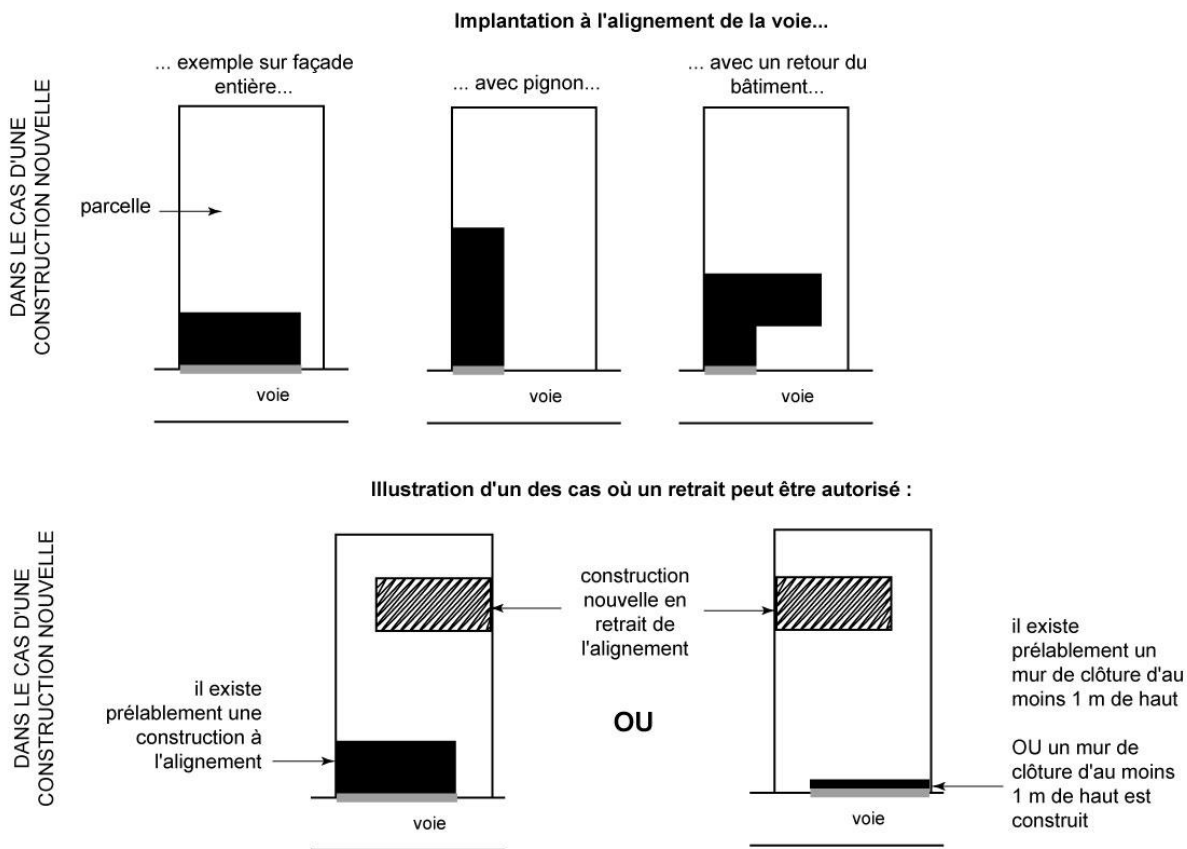 Implantation à l'alignement de la voie...
DANS LE CAS D'UNE
CONSTRUCTION NOUVELLE
... exemple sur façade
entière...
... avec pignon...
... avec un retour du
bâtiment...
parcelle
voie
voie
voie
Illustration d'un des cas où un retrait peut être autorisé :
DANS LE CAS D'UNE
CONSTRUCTION NOUVELLE
construction
nouvelle en
retrait de
l'alignement
il existe
prélablement une
construction à
l'alignement
OU
il existe
prélablement un
mur de clôture d'au
moins 1 m de haut
OU un mur de
clôture d'au moins
1 m de haut est
construit
voie
voie